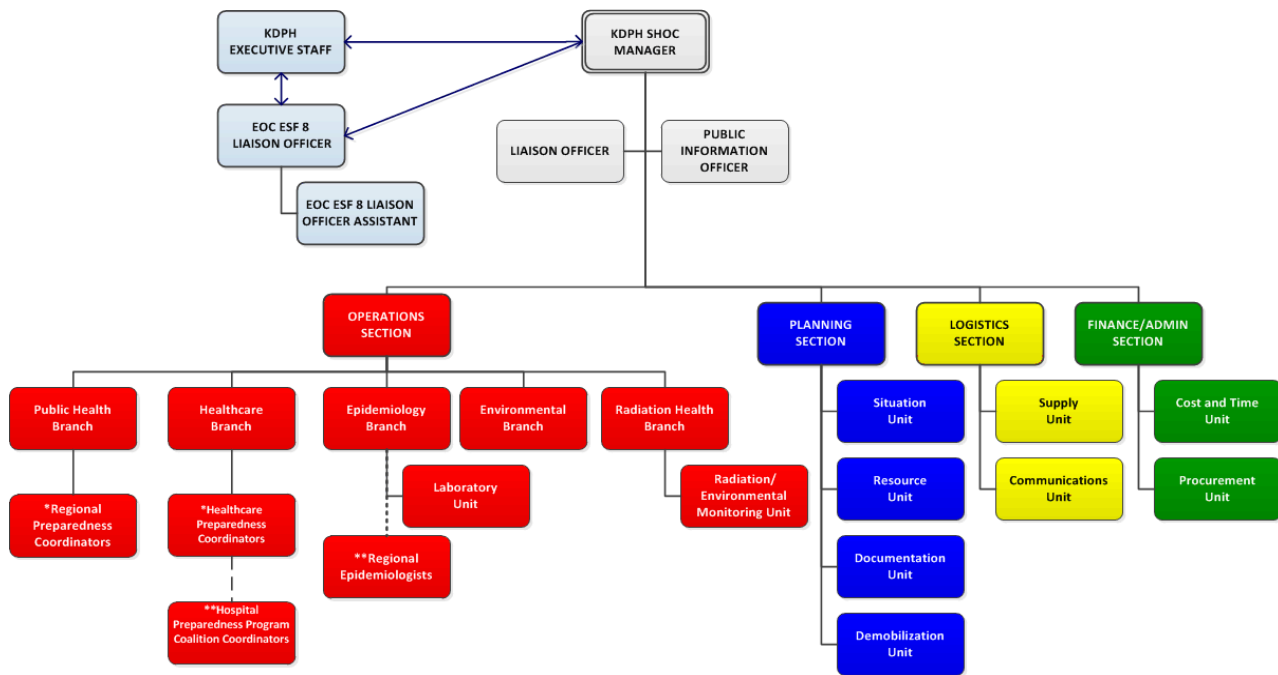 KDPH
EXECUTIVE STAFF
KDPH SHOC
MANAGER
EOC ESF 8
LIAISON OFFICER
LIAISON OFFICER
PUBLIC
INFORMATION
OFFICER
EOC ESF 8 LIAISON
OFFICER ASSISTANT
OPERATIONS
SECTION
PLANNING
SECTION
LOGISTICS
SECTION
FINANCE/ADMIN
SECTION
Public Health
Branch
Healthcare
Branch
Epidemiology
Branch
Environmental
Branch
Radiation Health
Branch
Situation
Unit
Supply
Unit
Cost and Time
Unit
*Regional
Preparedness
Coordinators
*Healthcare
Preparedness
Coordinators
Laboratory
Unit
Radiation/
Environmental
Monitoring Unit
Resource
Unit
Communications
Unit
Procurement
Unit
**Regional
Epidemiologists
Documentation
Unit
**Hospital
Preparedness Program
Coalition Coordinators
Demobilization
Unit